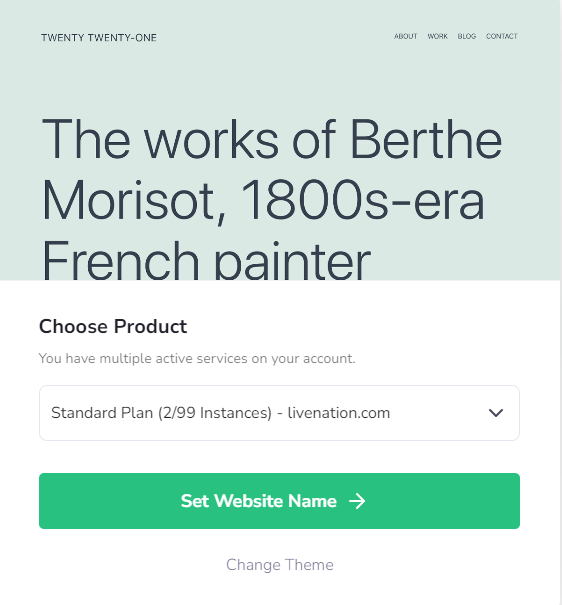 TWENTY TWENTY-ONE
ABOUT WORK BLOG CONTACT
The works of Berthe
Morisot, 1800s-era
French painter
Choose Product
You have multiple active services on your account.
Standard Plan (2/99 Instances) - livenation.com
Set Website Name →
Change Theme